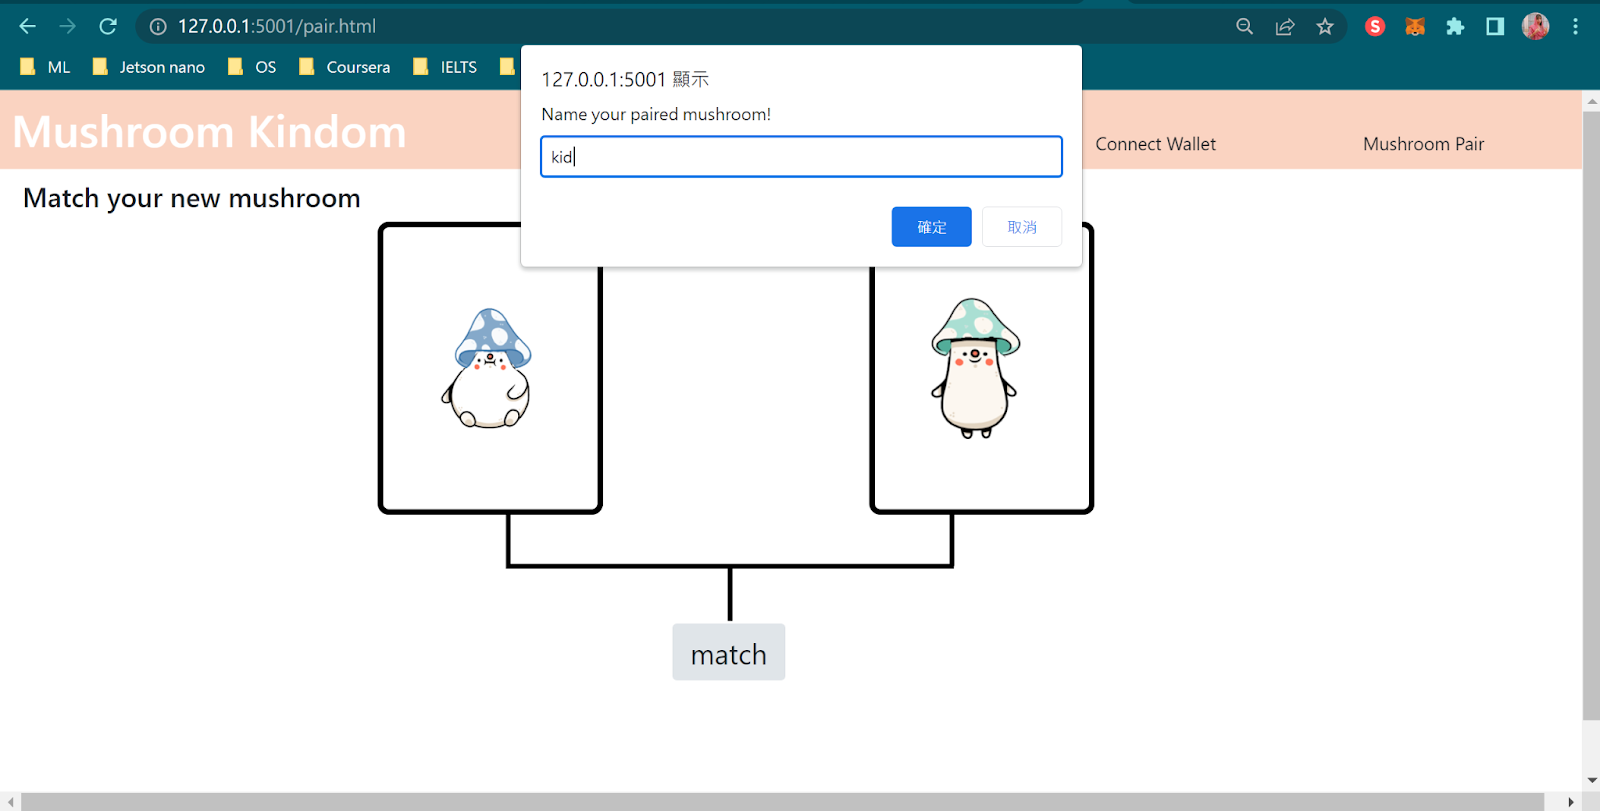 127.0.0.1:5001/pair.html
S
ML Jetson nano OS Coursera IELTS
127.0.0.1:5001 顯示
Name your paired mushroom!
kid
確定 取消
Mushroom Kindom Connect Wallet Mushroom Pair
Match your new mushroom
match